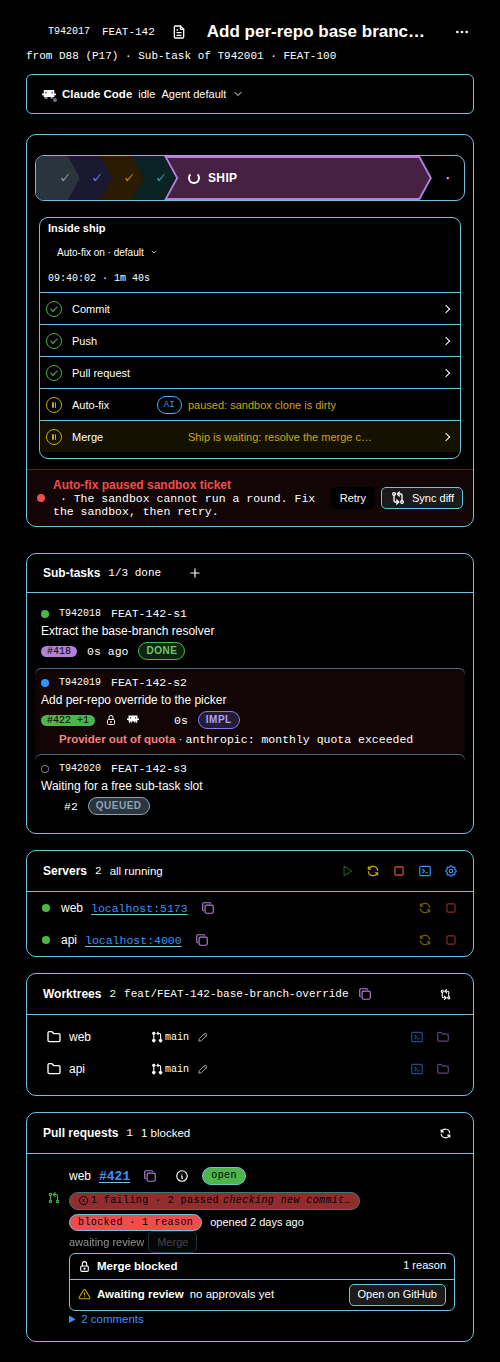 T942017 FEAT-142 Add per-repo base branc…
from D88 (P17) · Sub-task of T942001 · FEAT-100
Claude Code idle Agent default
SHIP
Inside ship
Auto-fix on · default
09:40:02 · 1m 40s
Commit
Push
Pull request
Auto-fix AI paused: sandbox clone is dirty
Merge Ship is waiting: resolve the merge c…
Auto-fix paused sandbox ticket
· The sandbox cannot run a round. Fix
the sandbox, then retry.
Retry Sync diff
Sub-tasks 1/3 done
T942018 FEAT-142-s1
Extract the base-branch resolver
#418 0s ago DONE
T942019 FEAT-142-s2
Add per-repo override to the picker
#422 +1 0s IMPL
Provider out of quota · anthropic: monthly quota exceeded
T942020 FEAT-142-s3
Waiting for a free sub-task slot
#2 QUEUED
Servers 2 all running
web localhost:5173
api localhost:4000
Worktrees 2 feat/FEAT-142-base-branch-override
web main
api main
Pull requests 1 1 blocked
web #421 open
1 failing · 2 passed checking new commit…
blocked · 1 reason opened 2 days ago
awaiting review Merge
Merge blocked 1 reason
Awaiting review no approvals yet Open on GitHub
2 comments